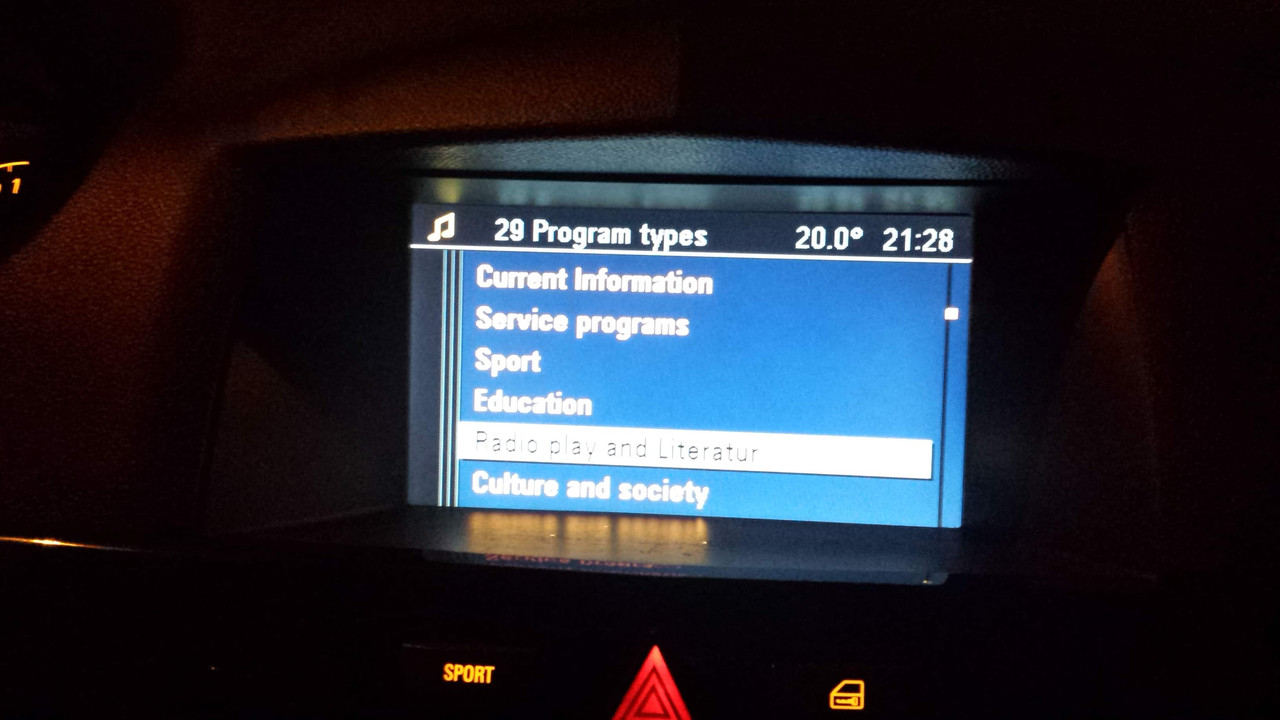 29 Program types 20.0° 21:28
Current Information
Service programs
Sport
Education
Radio play and Literatur
Culture and society
SPORT
1